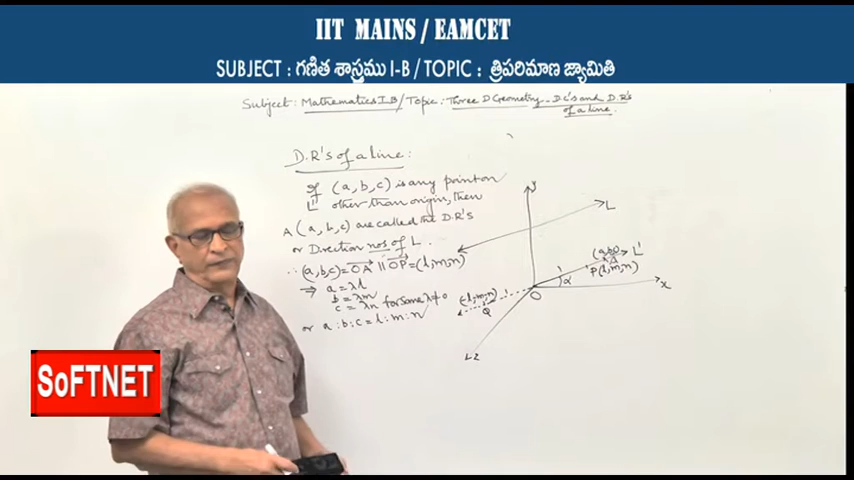 IIT MAINS / EAMCET
SUBJECT : గణిత శాస్త్రము I-B / TOPIC : త్రిపరిమాణ జ్యామితి
Subject: Mathematics IB / Topic: Three D Geometry - DC's and D.R's
of a line.
D.R's of a line:
If (a, b, c) is any point on
L' other than origin, then
A (a, b, c) are called the D.R'S
or Direction nos of L.
∴ (a,b,c) = OA || OP = (l, m, n)
⇒ a = λl
b = λm
c = λn for some λ ≠ 0
or a : b : c = l : m : n
y
L
(a,b,c)
A
L'
P(l,m,n)
α
x
O
(-l,-m,-n)
Q
Z
SoFTNET